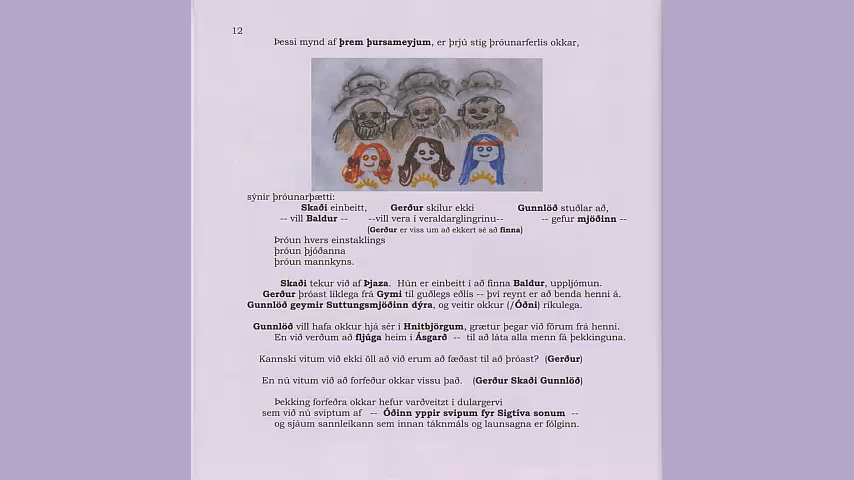 12
Þessi mynd af þrem þursameyjum, er þrjú stig þróunarferlis okkar,
sýnir þróunarþætti:
Skaði einbeitt, Gerður skilur ekki Gunnlöð stuðlar að,
-- vill Baldur -- --vill vera í veraldarglingrinu-- -- gefur mjöðinn --
(Gerður er viss um að ekkert sé að finna)
Þróun hvers einstaklings
þróun þjóðanna
þróun mannkyns.
Skaði tekur við af Þjaza. Hún er einbeitt í að finna Baldur, uppljómun.
Gerður þróast líklega frá Gymi til guðlegs eðlis -- því reynt er að benda henni á.
Gunnlöð geymir Suttungsmjöðinn dýra, og veitir okkur (/Óðni) ríkulega.
Gunnlöð vill hafa okkur hjá sér í Hnitbjörgum, grætur þegar við förum frá henni.
En við verðum að fljúga heim í Ásgarð -- til að láta alla menn fá þekkinguna.
Kannski vitum við ekki öll að við erum að fæðast til að þróast? (Gerður)
En nú vitum við að forfeður okkar vissu það. (Gerður Skaði Gunnlöð)
Þekking forfeðra okkar hefur varðveitzt í dulargervi
sem við nú sviptum af -- Óðinn yppir svipum fyr Sigtíva sonum --
og sjáum sannleikann sem innan táknmáls og launsagna er fólginn.